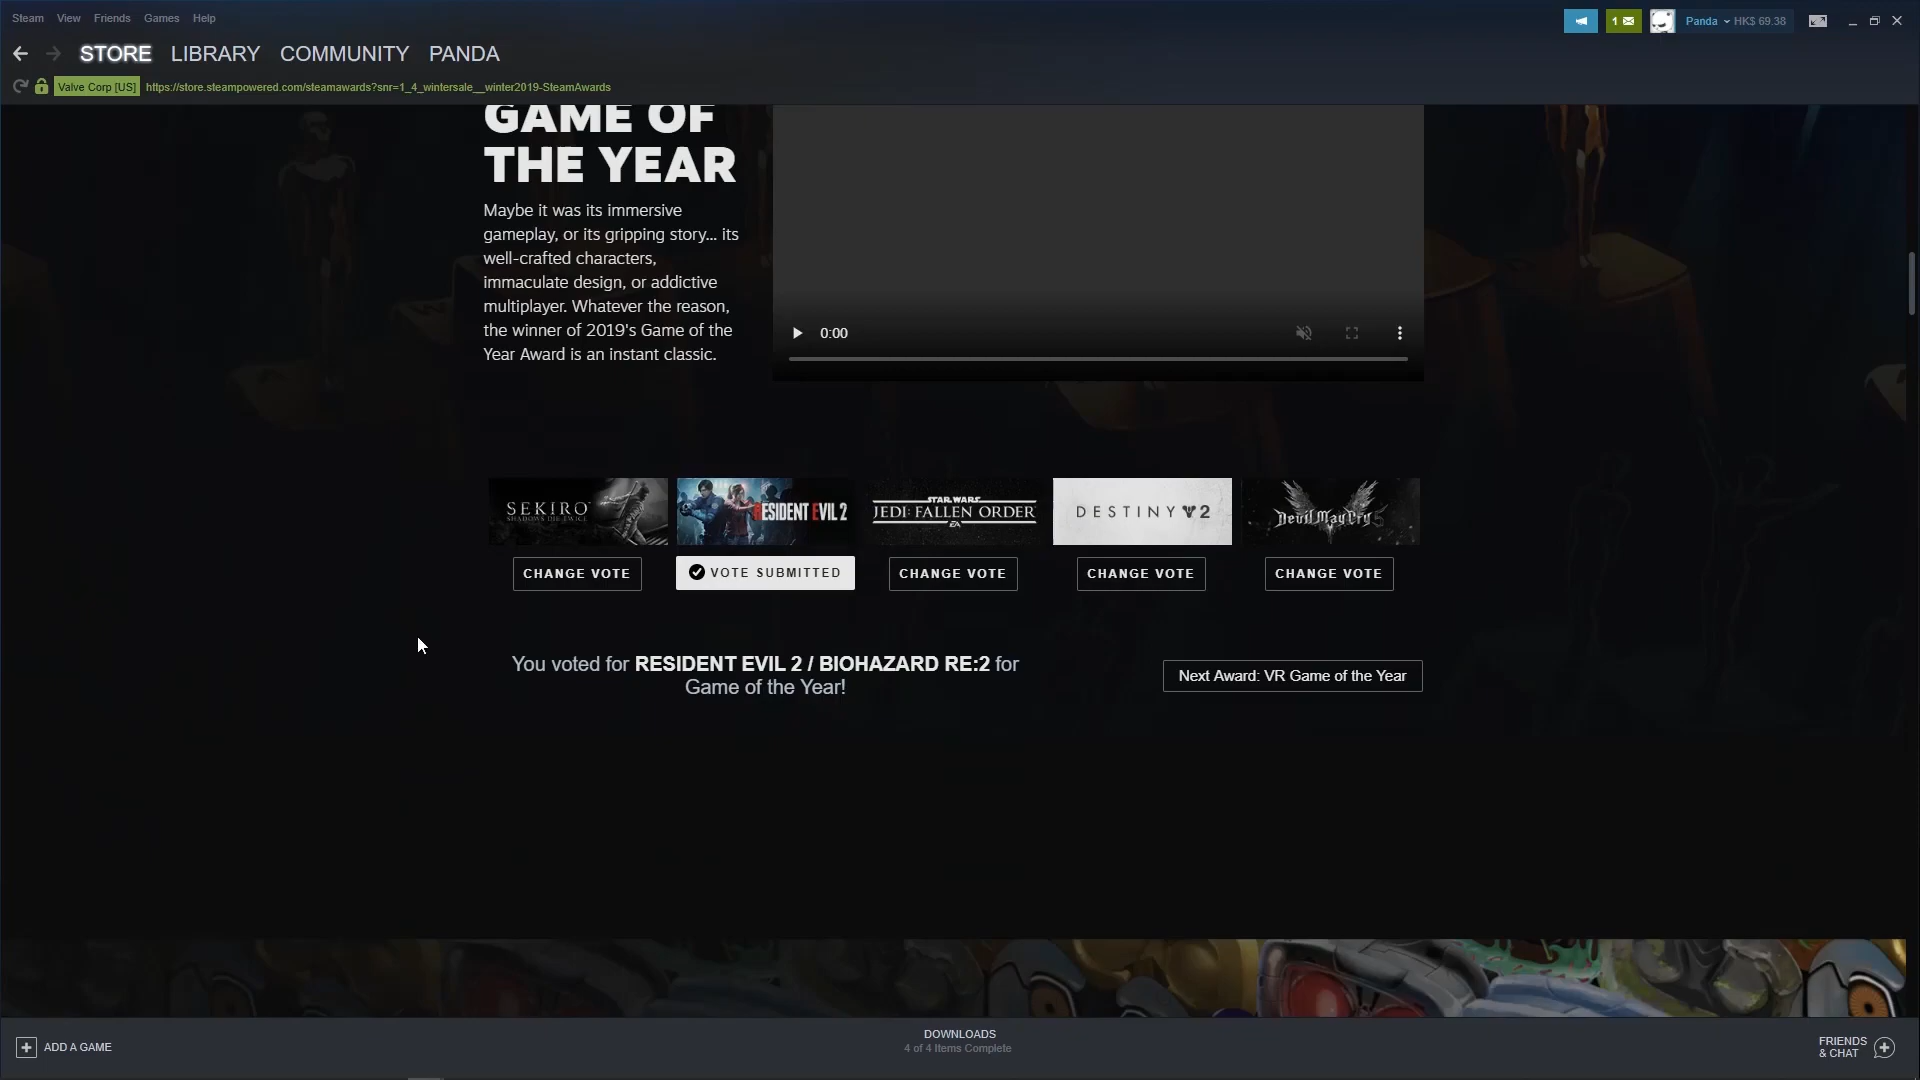 Steam View Friends Games Help
1
Panda HK$ 69.38
STORE LIBRARY COMMUNITY PANDA
Valve Corp [US] https://store.steampowered.com/steamawards?snr=1_4_wintersale__winter2019-SteamAwards
GAME OF
THE YEAR
Maybe it was its immersive
gameplay, or its gripping story... its
well-crafted characters,
immaculate design, or addictive
multiplayer. Whatever the reason,
the winner of 2019's Game of the
Year Award is an instant classic.
0:00
SEKIRO
SHADOWS DIE TWICE
RESIDENT EVIL 2
STAR WARS
JEDI: FALLEN ORDER
EA
DESTINY 2
Devil May Cry 5
CHANGE VOTE
VOTE SUBMITTED
CHANGE VOTE
CHANGE VOTE
CHANGE VOTE
You voted for RESIDENT EVIL 2 / BIOHAZARD RE:2 for
Game of the Year!
Next Award: VR Game of the Year
ADD A GAME
DOWNLOADS
4 of 4 Items Complete
FRIENDS
& CHAT